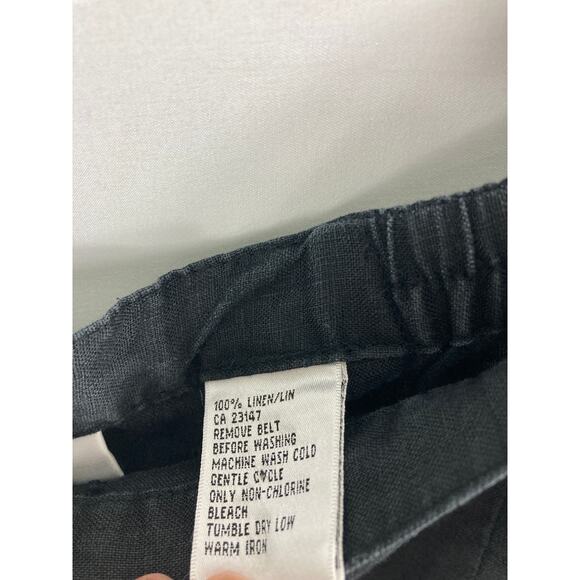 100% LINEN/LIN
CA 23147
REMOVE BELT
BEFORE WASHING
MACHINE WASH COLD
GENTLE CYCLE
ONLY NON-CHLORINE
BLEACH
TUMBLE DRY LOW
WARM IRON